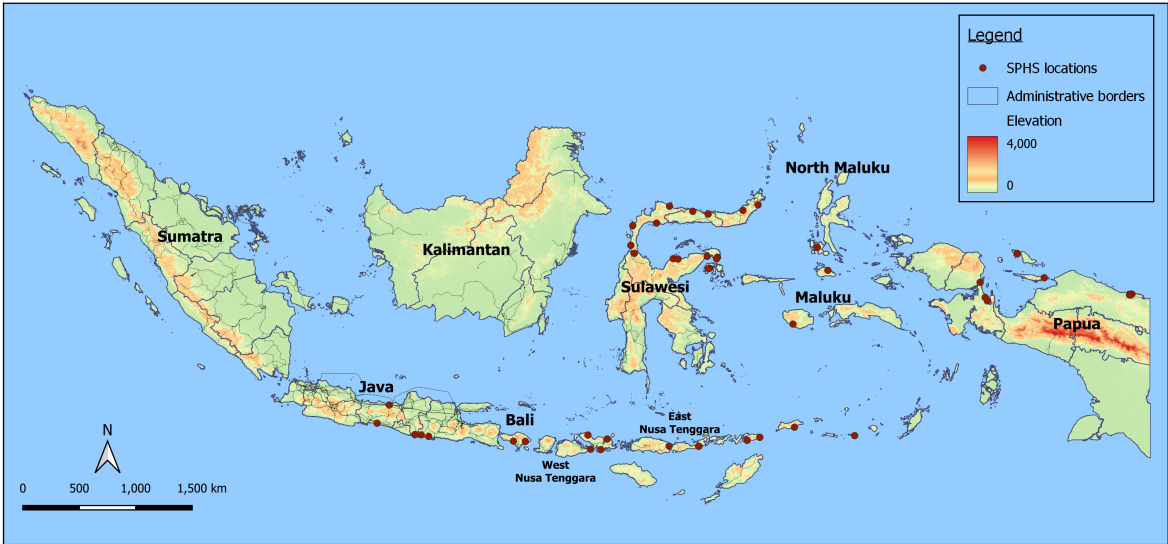 Legend
SPHS locations
Administrative borders
Elevation
4,000
0
North Maluku
Sumatra
Kalimantan
Sulawesi
Maluku
Papua
Java
Bali
East
Nusa Tenggara
West
Nusa Tenggara
N
0 500 1,000 1,500 km